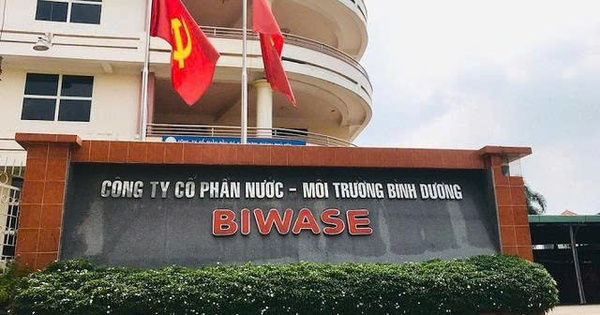 CÔNG TY CỔ PHẦN NƯỚC - MÔI TRƯỜNG BÌNH DƯƠNG
BIWASE